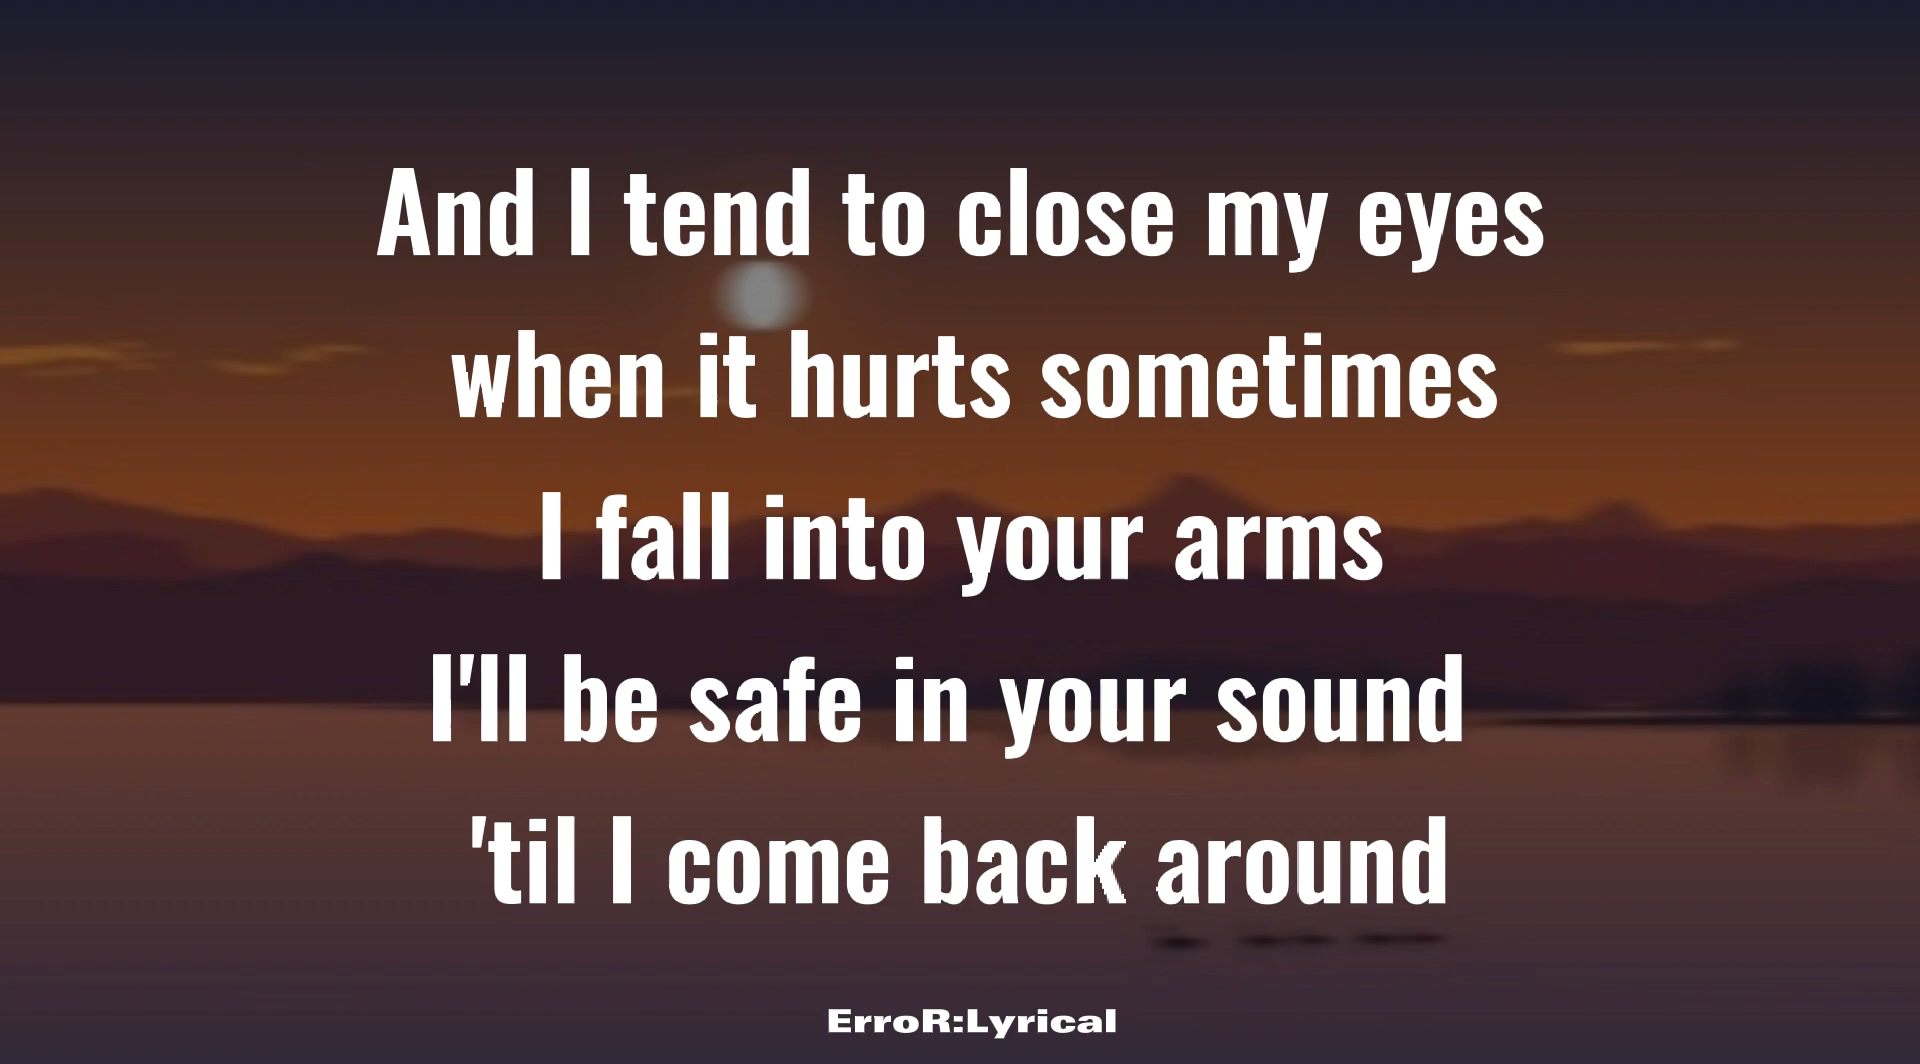 And I tend to close my eyes
when it hurts sometimes
I fall into your arms
I'll be safe in your sound
'til I come back around
ErroR:Lyrical